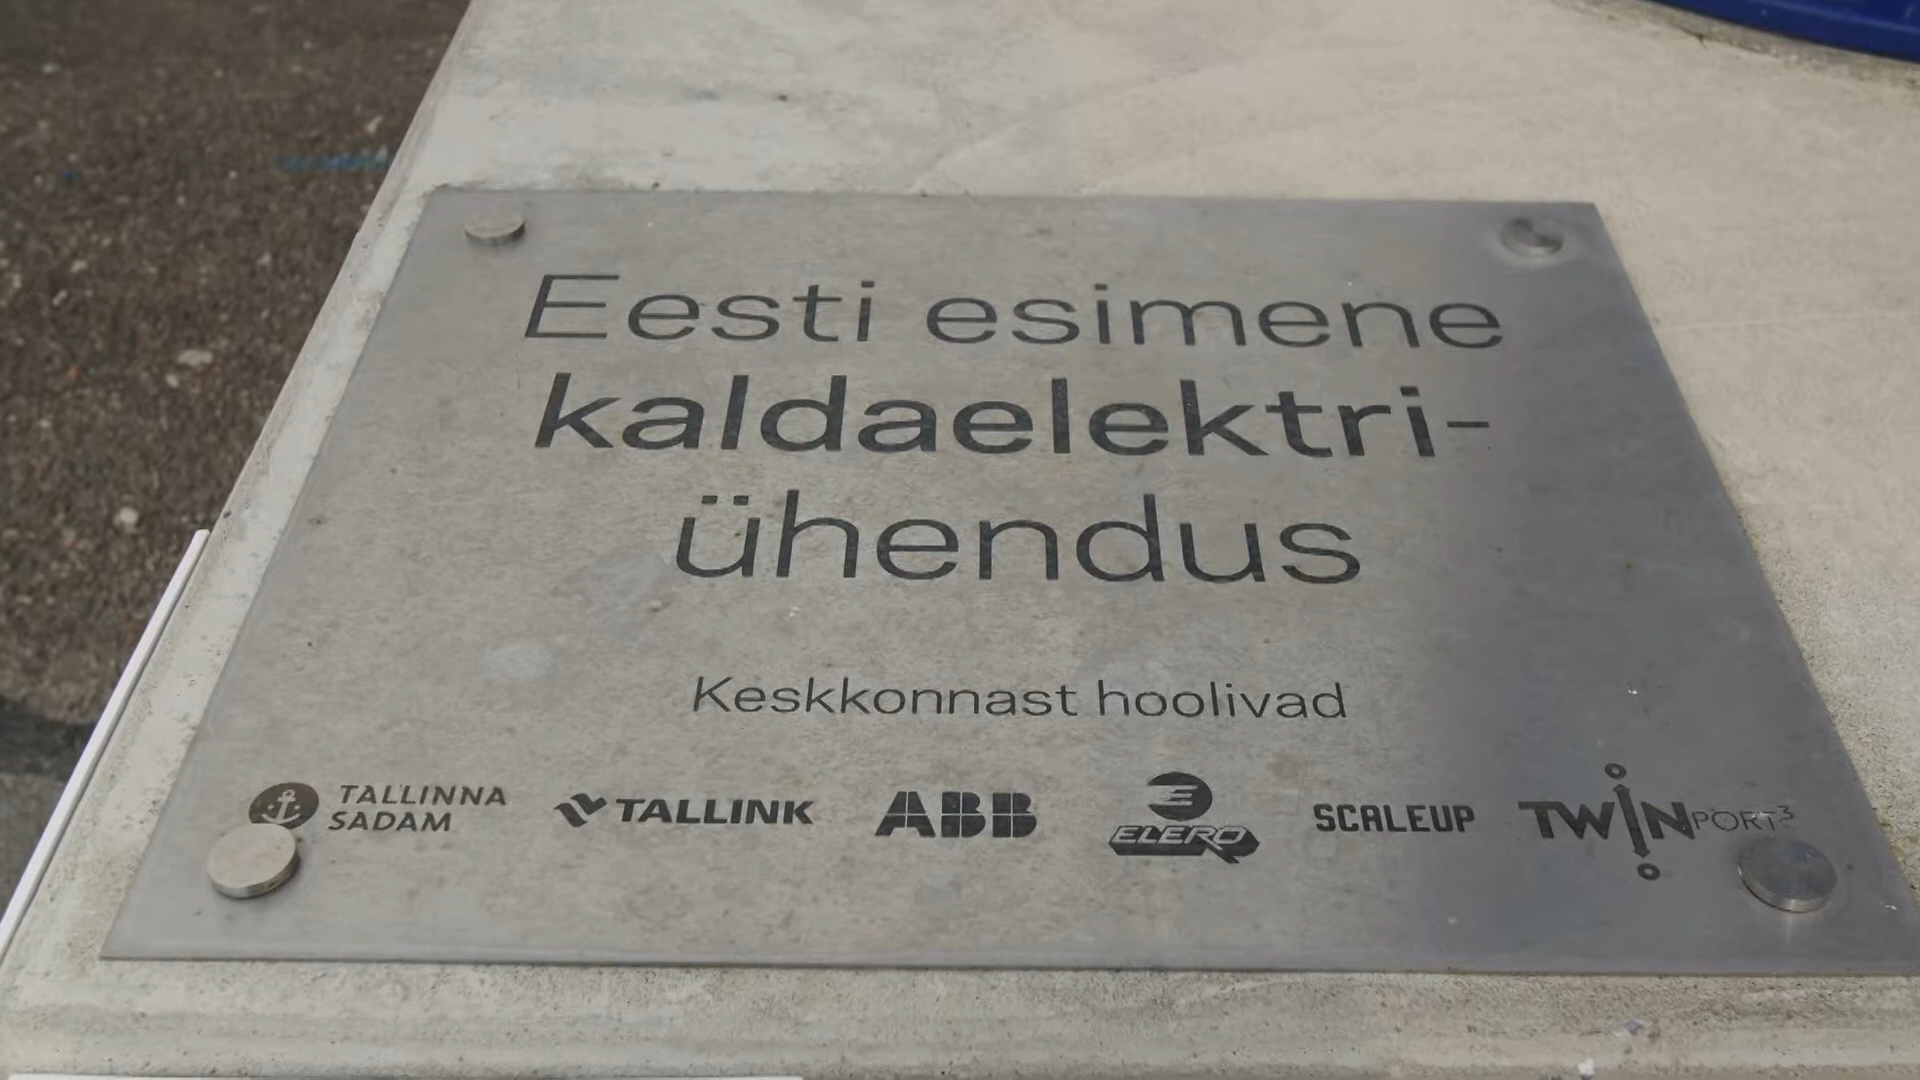 Eesti esimene
kaldaelektri-
ühendus
Keskkonnast hoolivad
TALLINNA SADAM TALLINK ABB ELERO SCALEUP TWINPORT³